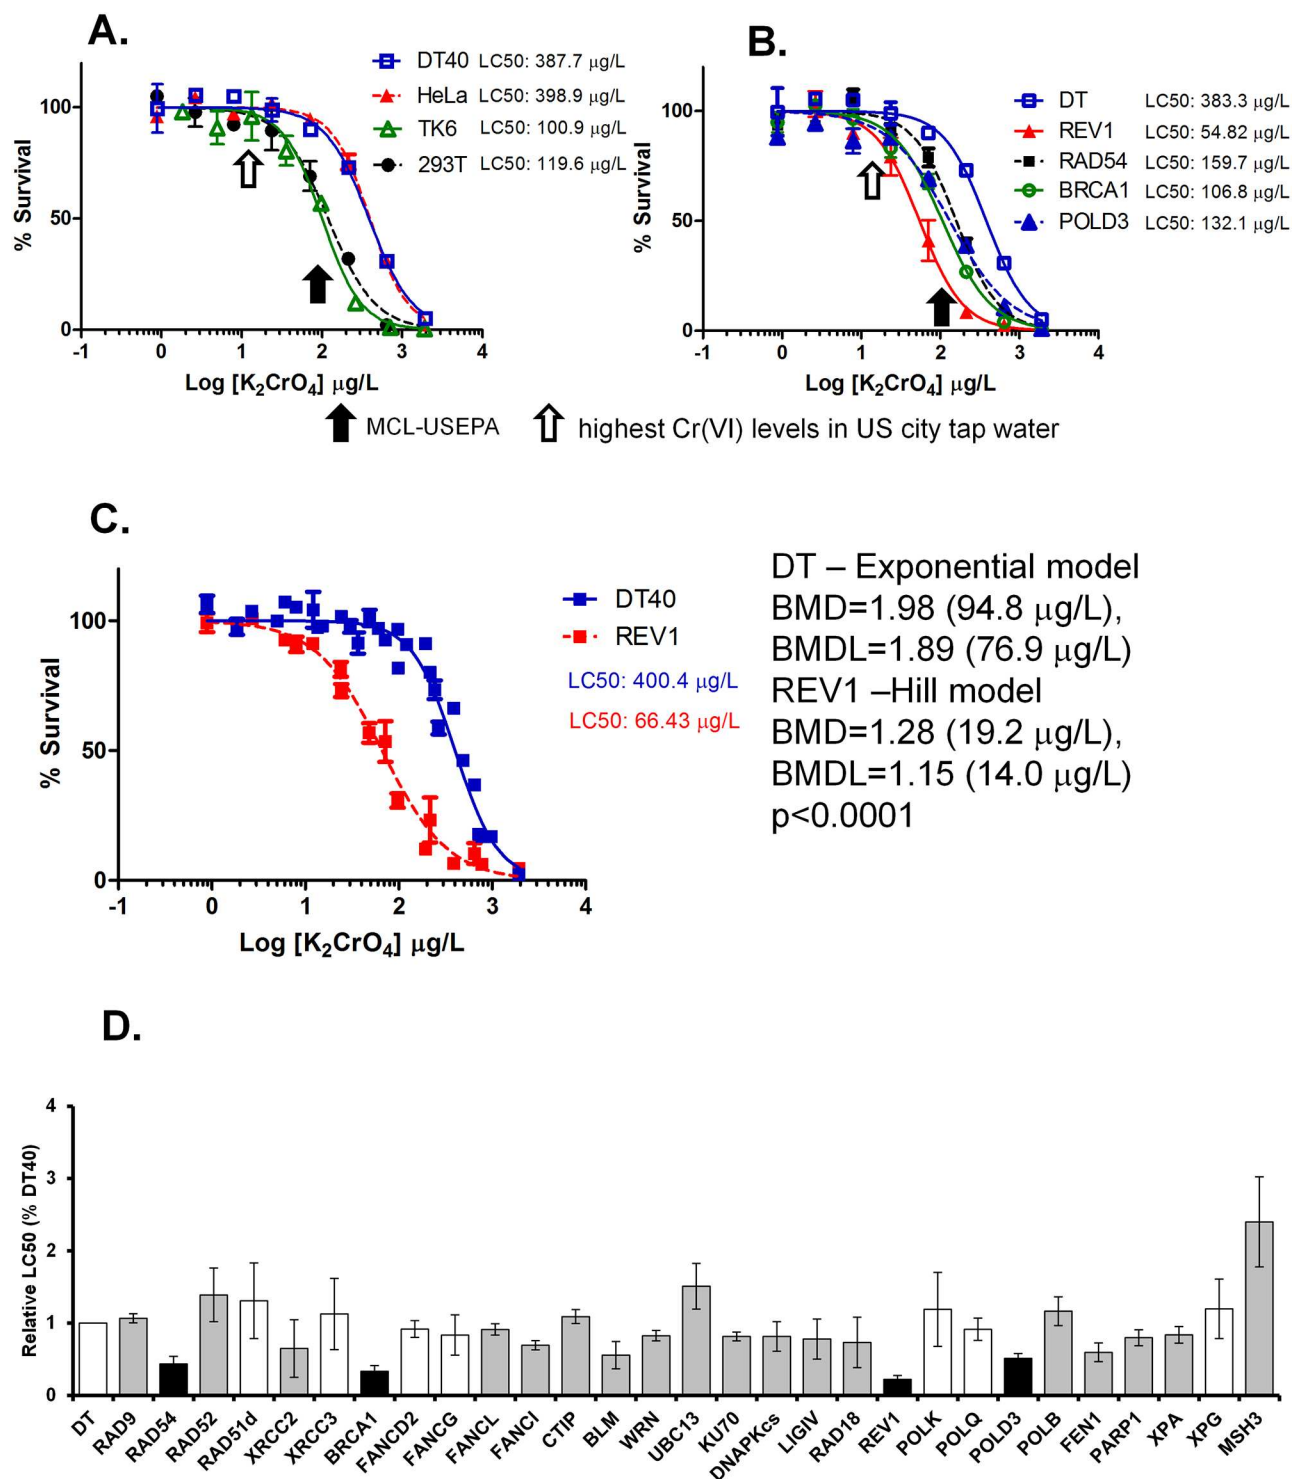 A.
DT40 LC50: 387.7 µg/L
HeLa LC50: 398.9 µg/L
TK6 LC50: 100.9 µg/L
293T LC50: 119.6 µg/L
% Survival
100
50
0
-1 0 1 2 3 4
Log [K₂CrO₄] µg/L
B.
DT LC50: 383.3 µg/L
REV1 LC50: 54.82 µg/L
RAD54 LC50: 159.7 µg/L
BRCA1 LC50: 106.8 µg/L
POLD3 LC50: 132.1 µg/L
% Survival
100
50
0
-1 0 1 2 3 4
Log [K₂CrO₄] µg/L
MCL-USEPA
highest Cr(VI) levels in US city tap water
C.
DT40
REV1
LC50: 400.4 µg/L
LC50: 66.43 µg/L
% Survival
100
50
0
-1 0 1 2 3 4
Log [K₂CrO₄] µg/L
DT – Exponential model
BMD=1.98 (94.8 µg/L),
BMDL=1.89 (76.9 µg/L)
REV1 –Hill model
BMD=1.28 (19.2 µg/L),
BMDL=1.15 (14.0 µg/L)
p<0.0001
D.
Relative LC50 (% DT40)
4
3
2
1
0
DT
RAD9
RAD54
RAD52
RAD51d
XRCC2
XRCC3
BRCA1
FANCD2
FANCG
FANCL
FANCI
CTIP
BLM
WRN
UBC13
KU70
DNAPKcs
LIGIV
RAD18
REV1
POLK
POLQ
POLD3
POLB
FEN1
PARP1
XPA
XPG
MSH3